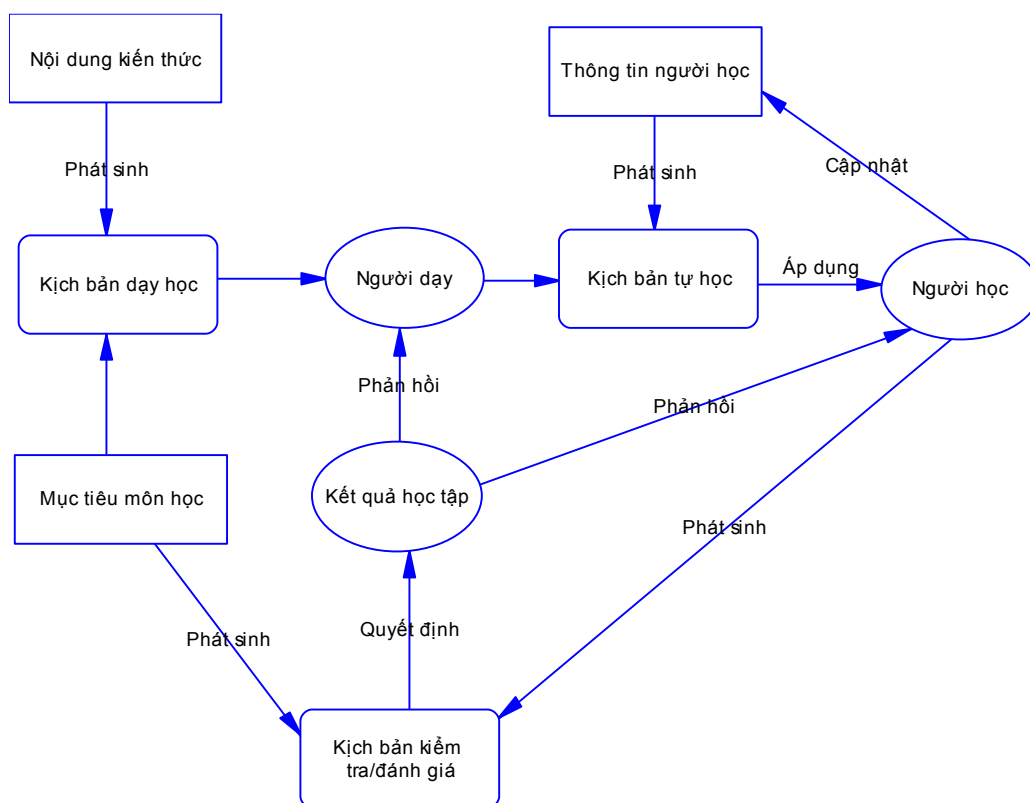 Nội dung kiến thức
Thông tin người học
Phát sinh
Phát sinh
Cập nhật
Kịch bản dạy học
Người dạy
Kịch bản tự học
Áp dụng
Người học
Phản hồi
Phản hồi
Mục tiêu môn học
Kết quả học tập
Phát sinh
Phát sinh
Quyết định
Kịch bản kiểm
tra/đánh giá